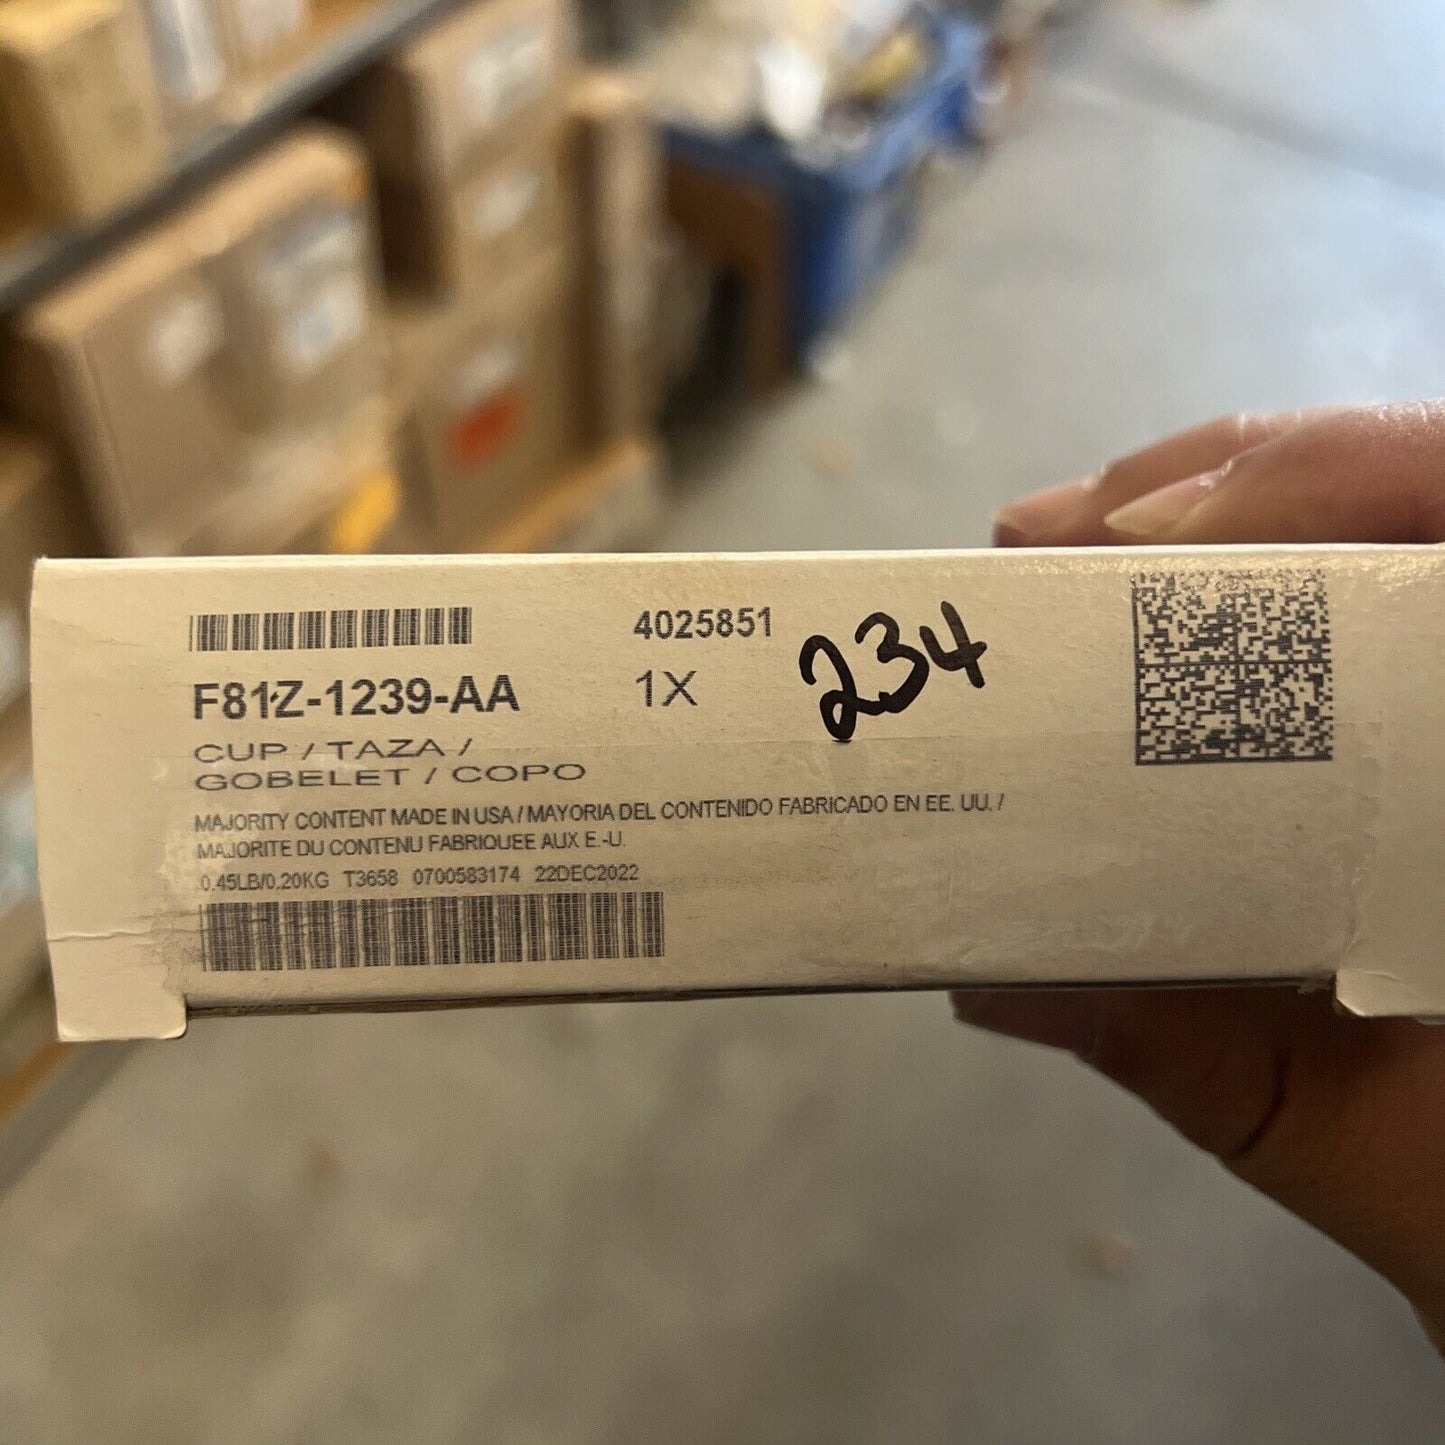 4025851
F81Z-1239-AA 1X 234
CUP / TAZA /
GOBELET / COPO
MAJORITY CONTENT MADE IN USA / MAYORIA DEL CONTENIDO FABRICADO EN EE. UU. /
MAJORITE DU CONTENU FABRIQUEE AUX E.-U.
0.45LB/0.20KG T3658 0700583174 22DEC2022